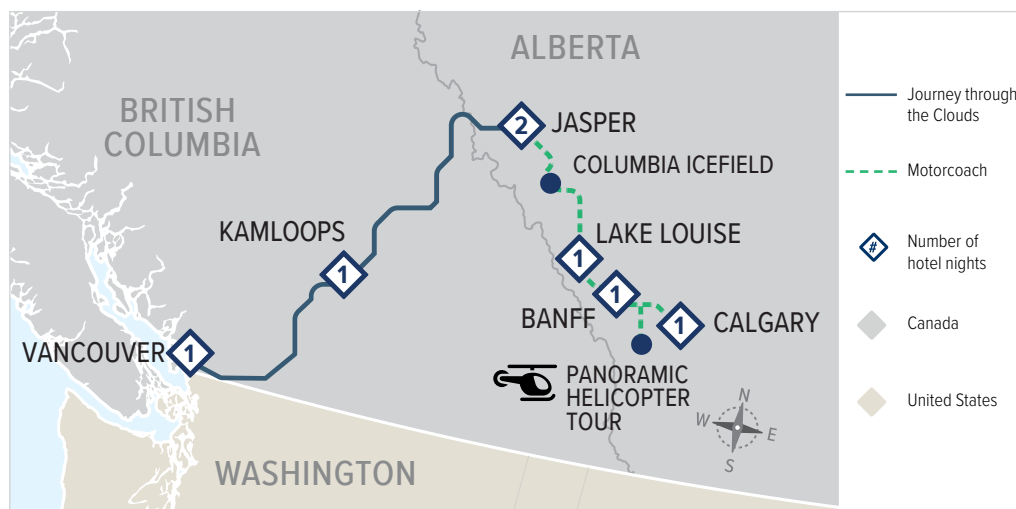 ALBERTA
BRITISH
COLUMBIA
2
JASPER
COLUMBIA ICEFIELD
KAMLOOPS
1
LAKE LOUISE
1
1
BANFF
1
CALGARY
VANCOUVER
1
PANORAMIC
HELICOPTER
TOUR
N
W
E
S
WASHINGTON
Journey through
the Clouds
Motorcoach
#
Number of
hotel nights
Canada
United States